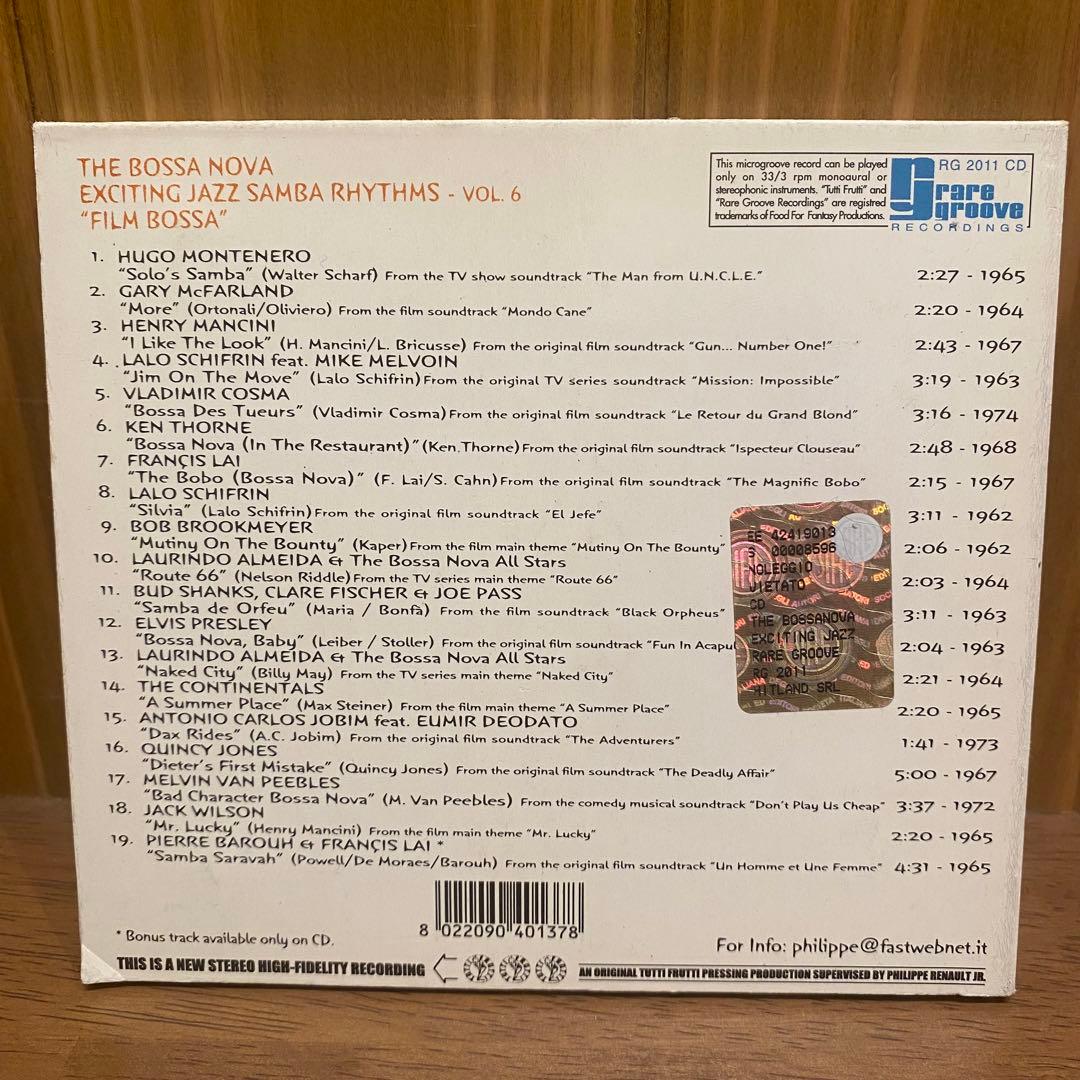 THE BOSSA NOVA
EXCITING JAZZ SAMBA RHYTHMS - VOL. 6
"FILM BOSSA"
This microgroove record can be played
only on 33/3 rpm monoaural or
stereophonic instruments. "Tutti Frutti" and
"Rare Groove Recordings" are registred
trademarks of Food For Fantasy Productions.
RG 2011 CD
rare
groove
RECORDINGS
1. HUGO MONTENERO
"Solo's Samba" (Walter Scharf) From the TV show soundtrack "The Man from U.N.C.L.E." 2:27 - 1965
2. GARY McFARLAND
"More" (Ortonali/Oliviero) From the film soundtrack "Mondo Cane" 2:20 - 1964
3. HENRY MANCINI
"I Like The Look" (H. Mancini/L. Bricusse) From the original film soundtrack "Gun... Number One!" 2:43 - 1967
4. LALO SCHIFRIN feat. MIKE MELVOIN
"Jim On The Move" (Lalo Schifrin) From the original TV series soundtrack "Mission: Impossible" 3:19 - 1963
5. VLADIMIR COSMA
"Bossa Des Tueurs" (Vladimir Cosma) From the original film soundtrack "Le Retour du Grand Blond" 3:16 - 1974
6. KEN THORNE
"Bossa Nova (In The Restaurant)" (Ken.Thorne) From the original film soundtrack "Ispecteur Clouseau" 2:48 - 1968
7. FRANÇIS LAI
"The Bobo (Bossa Nova)" (F. Lai/S. Cahn) From the original film soundtrack "The Magnific Bobo" 2:15 - 1967
8. LALO SCHIFRIN
"Silvia" (Lalo Schifrin) From the original film soundtrack "El Jefe" 3:11 - 1962
9. BOB BROOKMEYER
"Mutiny On The Bounty" (Kaper) From the film main theme "Mutiny On The Bounty" 2:06 - 1962
10. LAURINDO ALMEIDA & The Bossa Nova All Stars
"Route 66" (Nelson Riddle) From the TV series main theme "Route 66" 2:03 - 1964
11. BUD SHANKS, CLARE FISCHER & JOE PASS
"Samba de Orfeu" (Maria / Bonfà) From the film soundtrack "Black Orpheus" 3:11 - 1963
12. ELVIS PRESLEY
"Bossa Nova, Baby" (Leiber / Stoller) From the original film soundtrack "Fun In Acapul 2:04 - 1963
13. LAURINDO ALMEIDA & The Bossa Nova All Stars
"Naked City" (Billy May) From the TV series main theme "Naked City" 2:21 - 1964
14. THE CONTINENTALS
"A Summer Place" (Max Steiner) From the film main theme "A Summer Place" 2:20 - 1965
15. ANTONIO CARLOS JOBIM feat. EUMIR DEODATO
"Dax Rides" (A.C. Jobim) From the original film soundtrack "The Adventurers" 1:41 - 1973
16. QUINCY JONES
"Dieter's First Mistake" (Quincy Jones) From the original film soundtrack "The Deadly Affair" 5:00 - 1967
17. MELVIN VAN PEEBLES
"Bad Character Bossa Nova" (M. Van Peebles) From the comedy musical soundtrack "Don't Play Us Cheap" 3:37 - 1972
18. JACK WILSON
"Mr. Lucky" (Henry Mancini) From the film main theme "Mr. Lucky" 2:20 - 1965
19. PIERRE BAROUH & FRANÇIS LAI *
"Samba Saravah" (Powell/De Moraes/Barouh) From the original film soundtrack "Un Homme et Une Femme" 4:31 - 1965
EE 42419013
S 00008596
NOLEGGIO
VIETATO
CD
THE BOSSANOVA
EXCITING JAZZ
RARE GROOVE
RG 2011
HITLAND SRL
8 022090 401378
* Bonus track available only on CD.
For Info: philippe@fastwebnet.it
THIS IS A NEW STEREO HIGH-FIDELITY RECORDING
AN ORIGINAL TUTTI FRUTTI PRESSING PRODUCTION SUPERVISED BY PHILIPPE RENAULT JR.